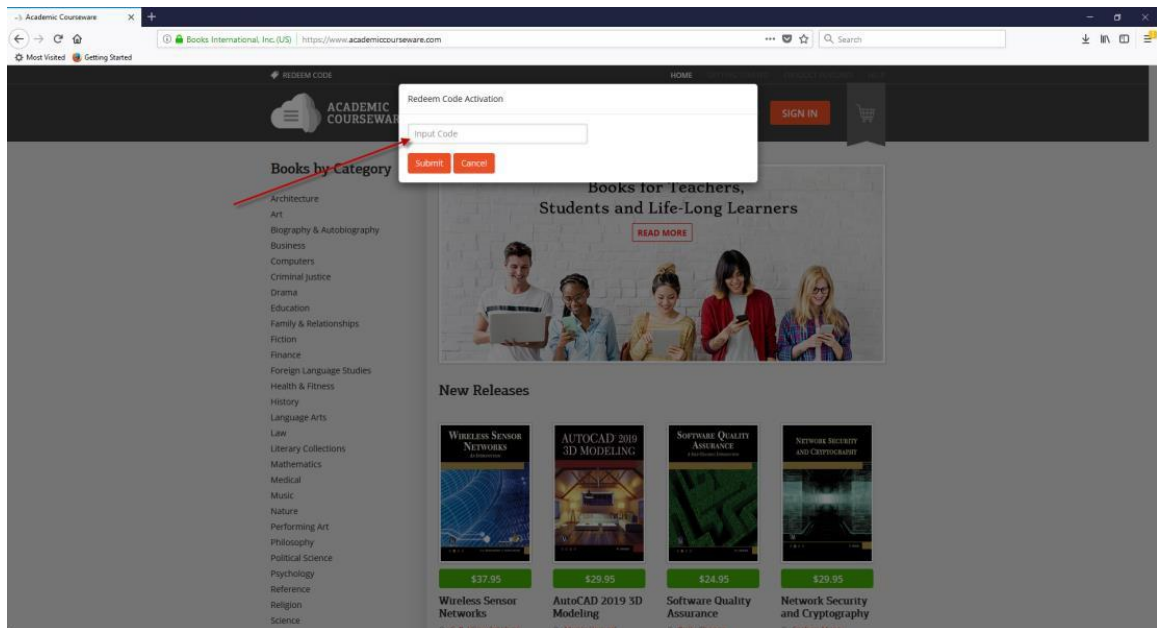 Academic Courseware
Books International, Inc. (US) https://www.academiccourseware.com
Search
Most Visited Getting Started
REDEEM CODE
HOME
ACADEMIC
COURSEWAR
SIGN IN
Redeem Code Activation
Input Code
Submit Cancel
Books by Category
Architecture
Art
Biography & Autobiography
Business
Computers
Criminal Justice
Drama
Education
Family & Relationships
Fiction
Finance
Foreign Language Studies
Health & Fitness
History
Language Arts
Law
Literary Collections
Mathematics
Medical
Music
Nature
Performing Art
Philosophy
Political Science
Psychology
Reference
Religion
Science
Books for Teachers,
Students and Life-Long Learners
READ MORE
New Releases
WIRELESS SENSOR
NETWORKS
$37.95
Wireless Sensor
Networks
AUTOCAD 2019
3D MODELING
$29.95
AutoCAD 2019 3D
Modeling
SOFTWARE QUALITY
ASSURANCE
$24.95
Software Quality
Assurance
NETWORK SECURITY
AND CRYPTOGRAPHY
$29.95
Network Security
and Cryptography